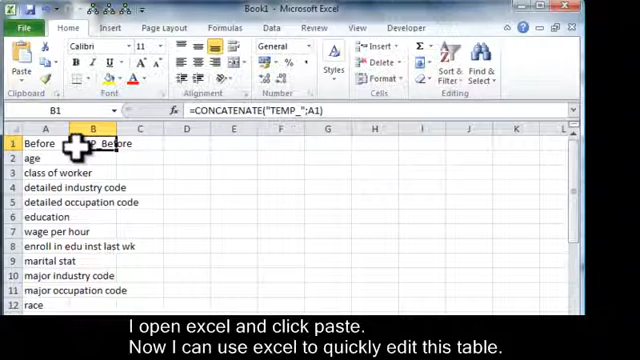 Book1 - Microsoft Excel
File Home Insert Page Layout Formulas Data Review View Developer
Calibri 11 General Insert Delete Format
Paste Styles Sort & Filter Find & Select
Clipboard Font Alignment Number Cells Editing
B1 fx =CONCATENATE("TEMP_";A1)
A B C D E F G H I J K L
1 Before P_Before
2 age
3 class of worker
4 detailed industry code
5 detailed occupation code
6 education
7 wage per hour
8 enroll in edu inst last wk
9 marital stat
10 major industry code
11 major occupation code
12 race
I open excel and click paste.
Now I can use excel to quickly edit this table.